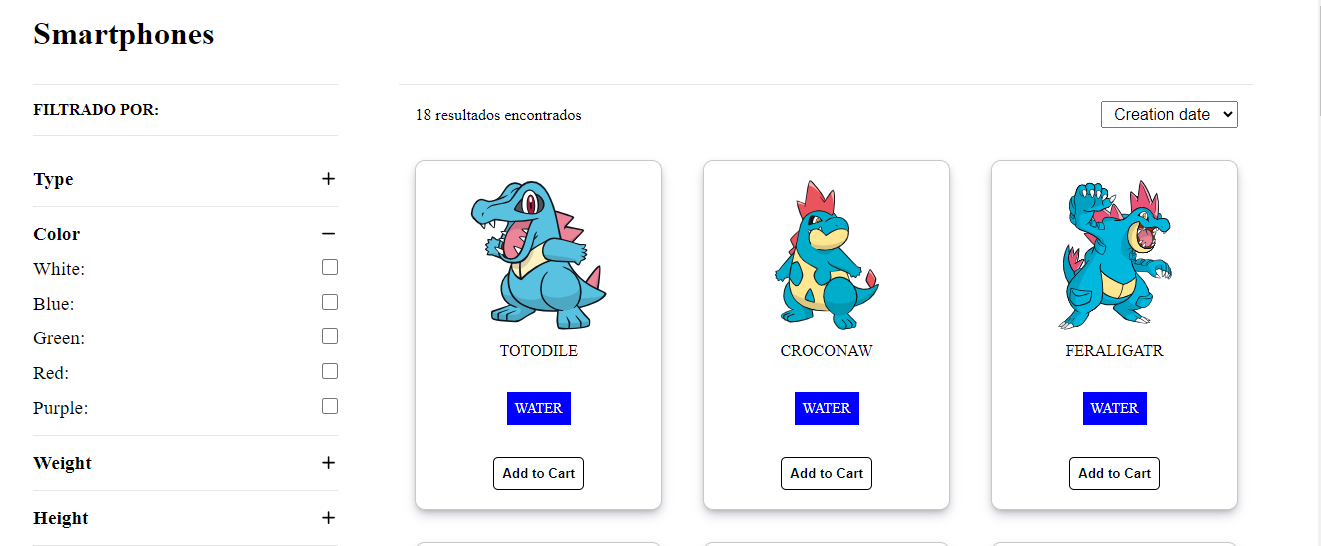 Smartphones
FILTRADO POR:
Type +
Color −
White:
Blue:
Green:
Red:
Purple:
Weight +
Height +
18 resultados encontrados
Creation date
TOTODILE
WATER
Add to Cart
CROCONAW
WATER
Add to Cart
FERALIGATR
WATER
Add to Cart